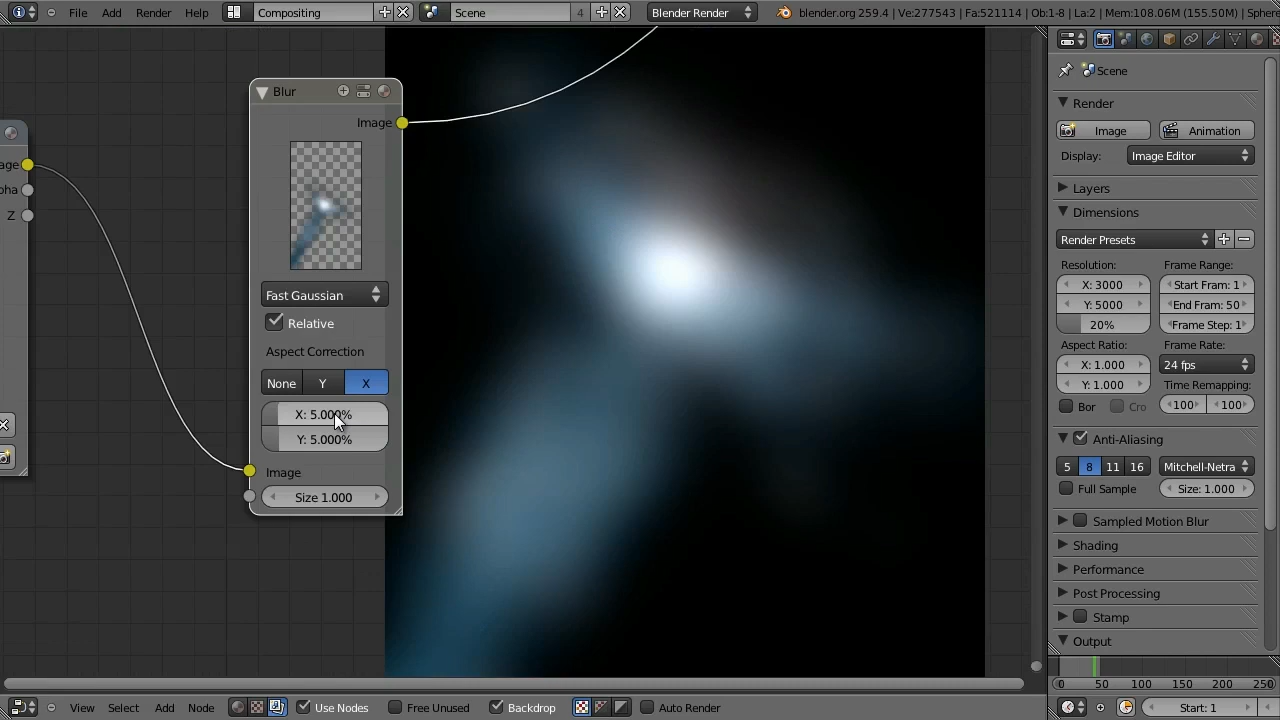 File Add Render Help Compositing Scene 4 Blender Render blender.org 259.4 | Ve:277543 | Fa:521114 | Ob:1-8 | La:2 | Mem:108.06M (155.50M) | Sphere
Blur
Image
Fast Gaussian
Relative
Aspect Correction
None Y X
X: 5.000%
Y: 5.000%
Image
Size 1.000
age
pha
Z
Scene
Render
Image Animation
Display: Image Editor
Layers
Dimensions
Render Presets
Resolution: Frame Range:
X: 3000 Start Fram: 1
Y: 5000 End Fram: 50
20% Frame Step: 1
Aspect Ratio: Frame Rate:
X: 1.000 24 fps
Y: 1.000 Time Remapping:
Bor Cro 100 100
Anti-Aliasing
5 8 11 16 Mitchell-Netra
Full Sample Size: 1.000
Sampled Motion Blur
Shading
Performance
Post Processing
Stamp
Output
0 50 100 150 200 250
View Select Add Node Use Nodes Free Unused Backdrop Auto Render Start: 1